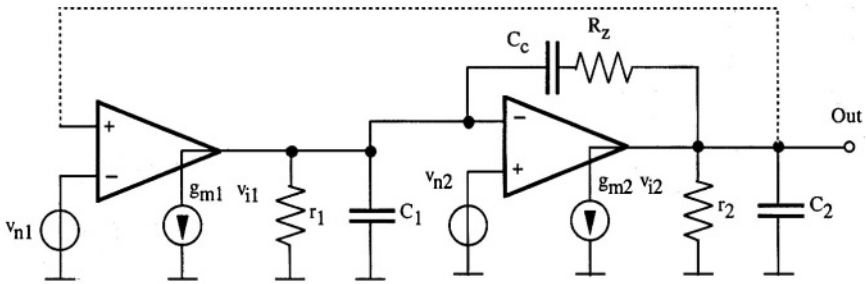 C_c
R_z
Out
+
−
−
+
v_n1
g_m1
v_i1
r_1
C_1
v_n2
g_m2
v_i2
r_2
C_2